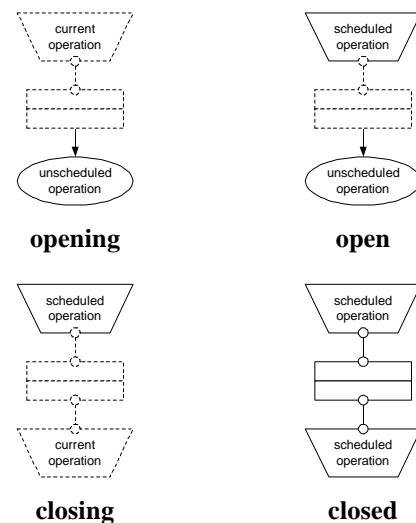 current
operation
scheduled
operation
unscheduled
operation
unscheduled
operation
opening
open
scheduled
operation
scheduled
operation
current
operation
scheduled
operation
closing
closed